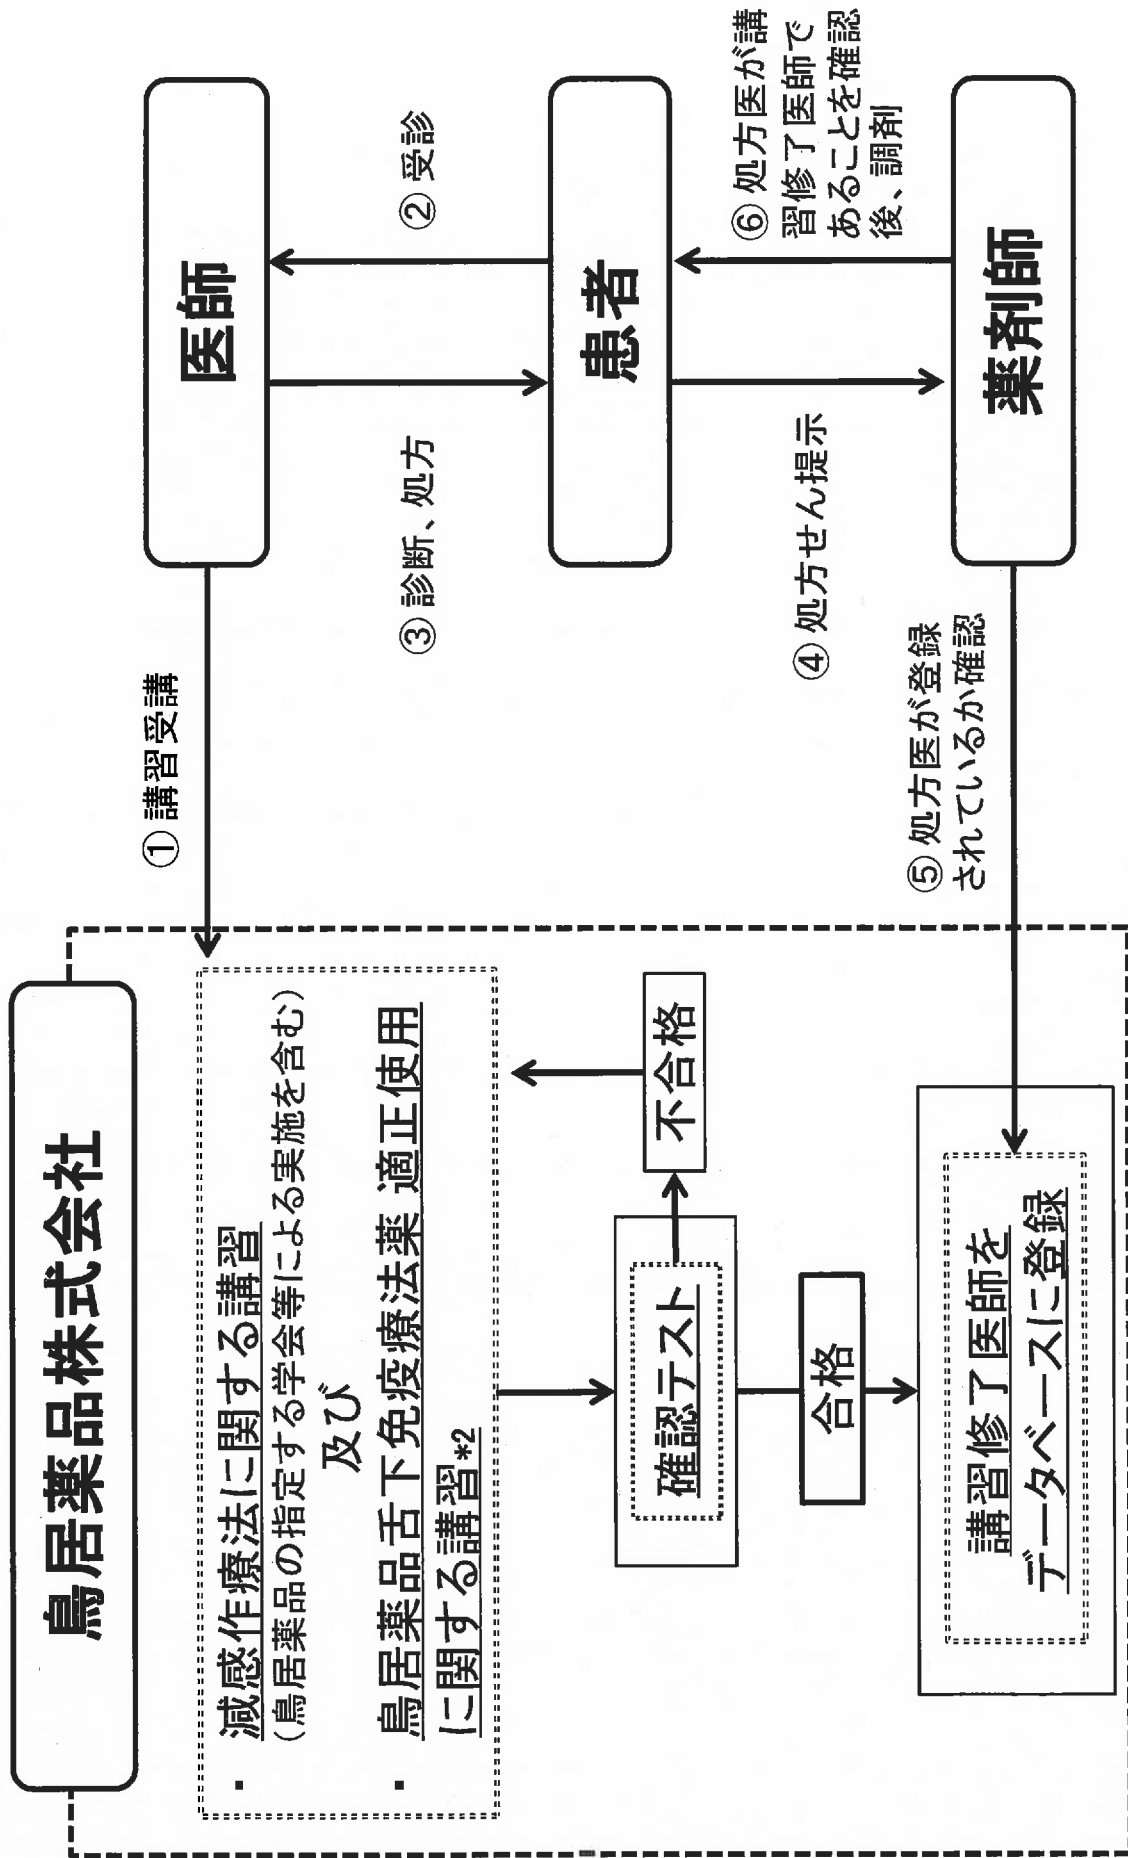 鳥居薬品株式会社
・ 減感作療法に関する講習
（鳥居薬品の指定する学会等による実施を含む）
及び
・ 鳥居薬品舌下免疫療法薬 適正使用
に関する講習*2
確認テスト
不合格
合格
講習修了医師を
データベースに登録
① 講習受講
医師
② 受診
③ 診断、処方
患者
④ 処方せん提示
⑤ 処方医が登録
されているか確認
⑥ 処方医が講
習修了医師で
あることを確認
後、調剤
薬剤師